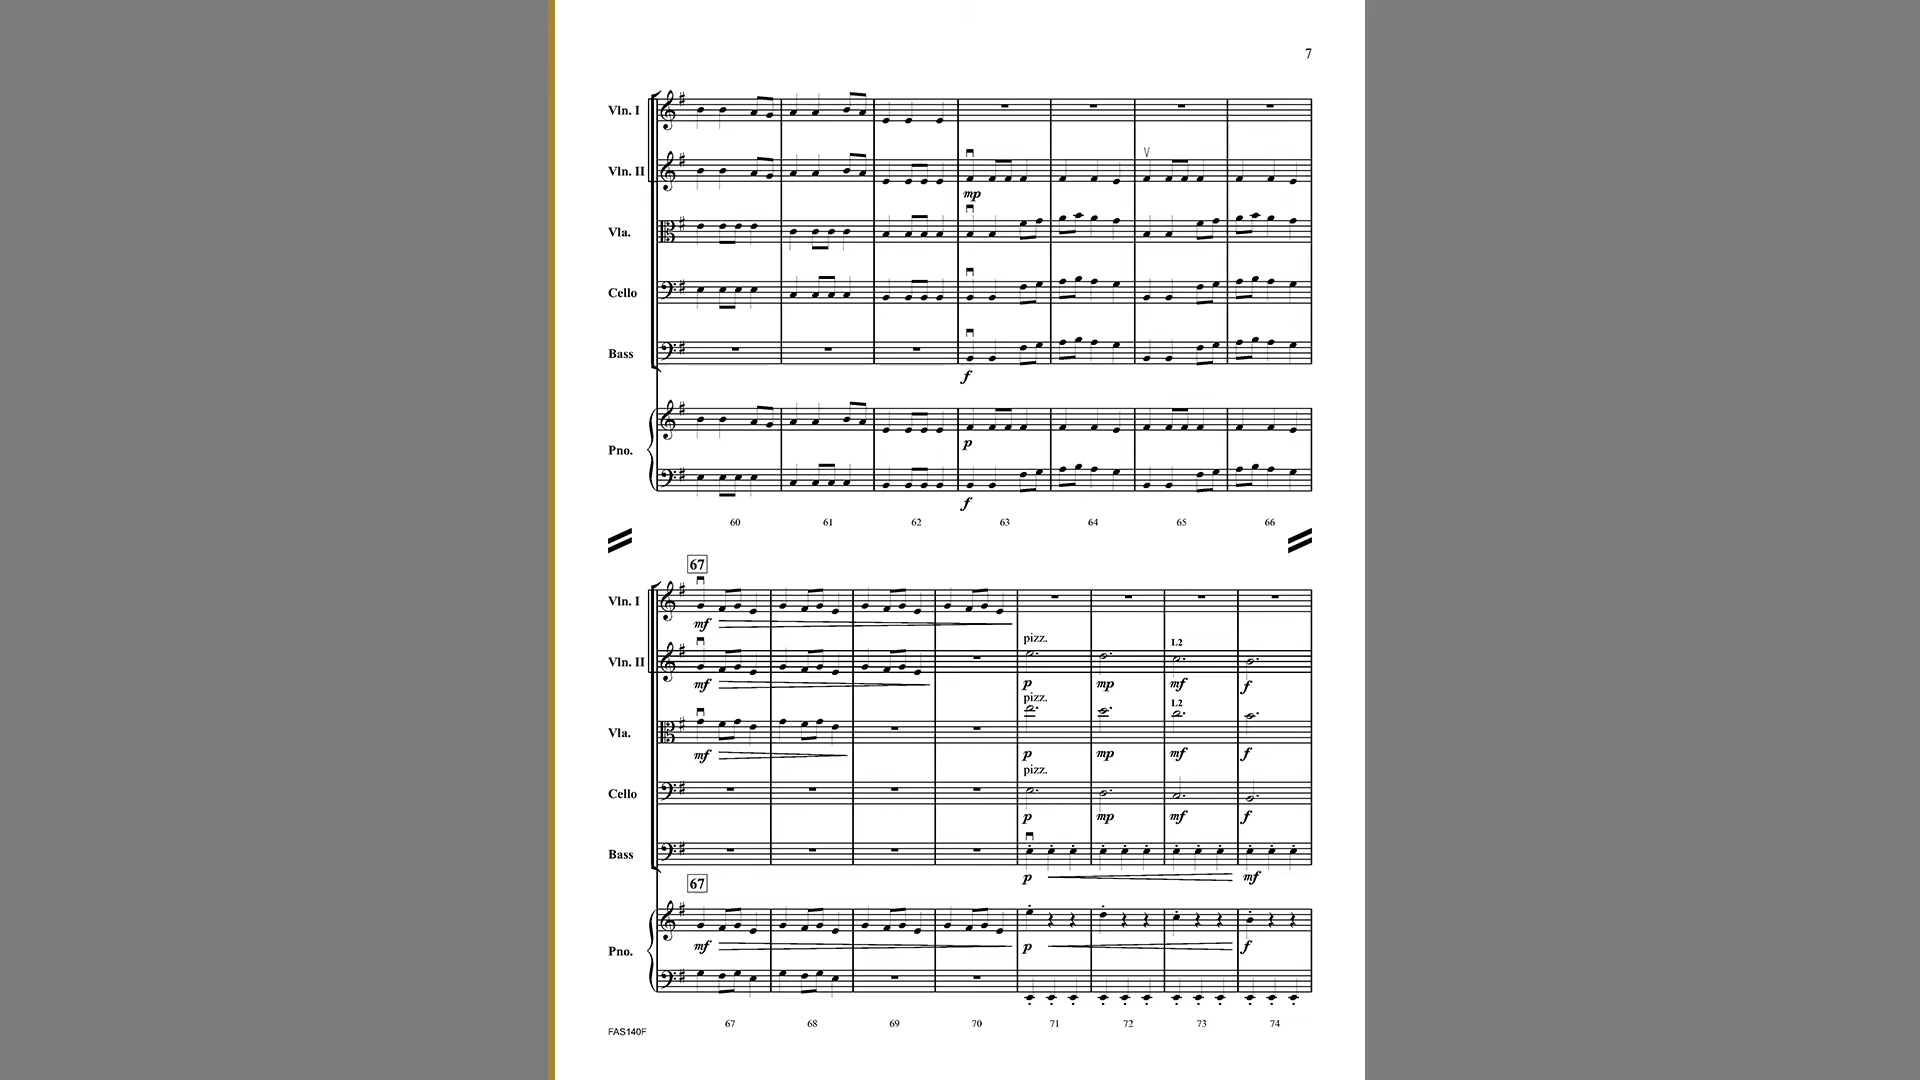 7
Vln. I
Vln. II
mp
Vla.
Cello
Bass
f
p
Pno.
f
60 61 62 63 64 65 66
67
Vln. I
mf
pizz.
L2
Vln. II
mf p mp mf f
pizz.
L2
Vla.
mf p mp mf f
pizz.
Cello
p mp mf f
Bass
p mf
67
mf p f
Pno.
67 68 69 70 71 72 73 74
FAS140F